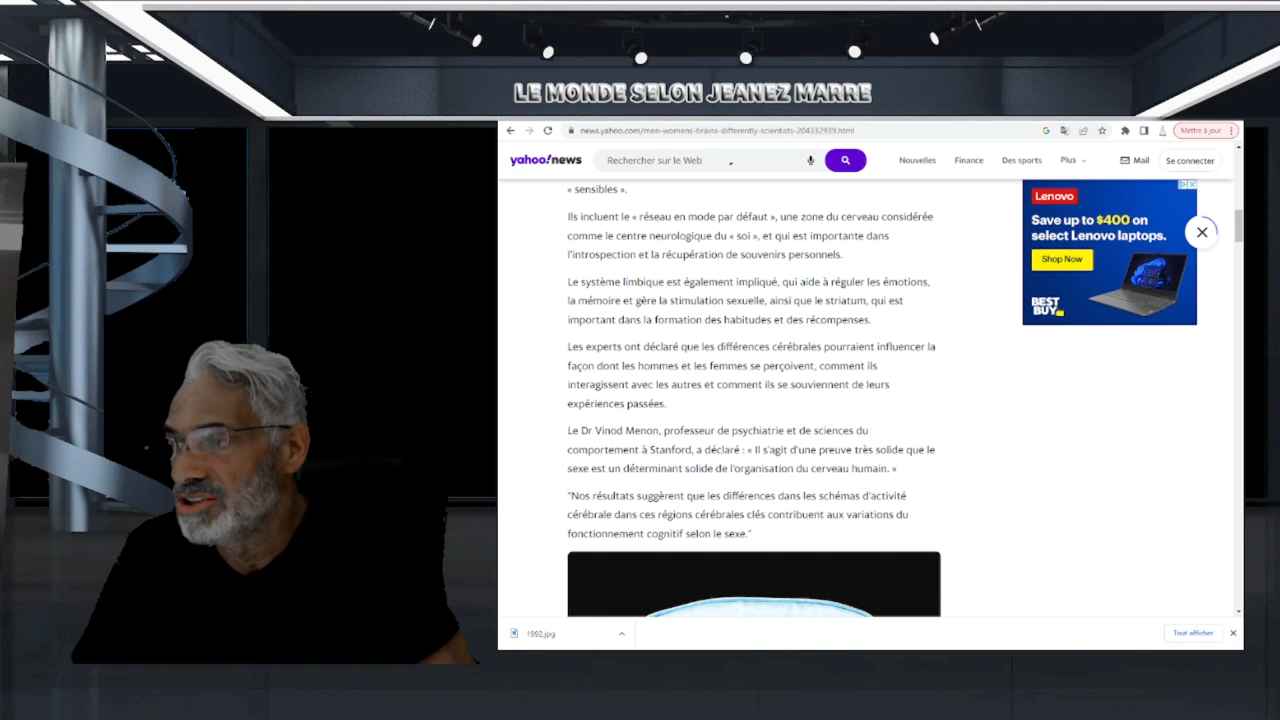 LE MONDE SELON JEANEZ MARRE
news.yahoo.com/men-womens-brains-differently-scientists-204332939.html
Mettre à jour
yahoo!news
Rechercher sur le Web
Nouvelles
Finance
Des sports
Plus
Mail
Se connecter
« sensibles ».
Ils incluent le « réseau en mode par défaut », une zone du cerveau considérée
comme le centre neurologique du « soi », et qui est importante dans
l'introspection et la récupération de souvenirs personnels.
Le système limbique est également impliqué, qui aide à réguler les émotions,
la mémoire et gère la stimulation sexuelle, ainsi que le striatum, qui est
important dans la formation des habitudes et des récompenses.
Les experts ont déclaré que les différences cérébrales pourraient influencer la
façon dont les hommes et les femmes se perçoivent, comment ils
interagissent avec les autres et comment ils se souviennent de leurs
expériences passées.
Le Dr Vinod Menon, professeur de psychiatrie et de sciences du
comportement à Stanford, a déclaré : « Il s'agit d'une preuve très solide que le
sexe est un déterminant solide de l'organisation du cerveau humain. »
"Nos résultats suggèrent que les différences dans les schémas d'activité
cérébrale dans ces régions cérébrales clés contribuent aux variations du
fonctionnement cognitif selon le sexe."
Lenovo
Save up to $400 on
select Lenovo laptops.
Shop Now
BEST
BUY
1992.jpg
Tout afficher